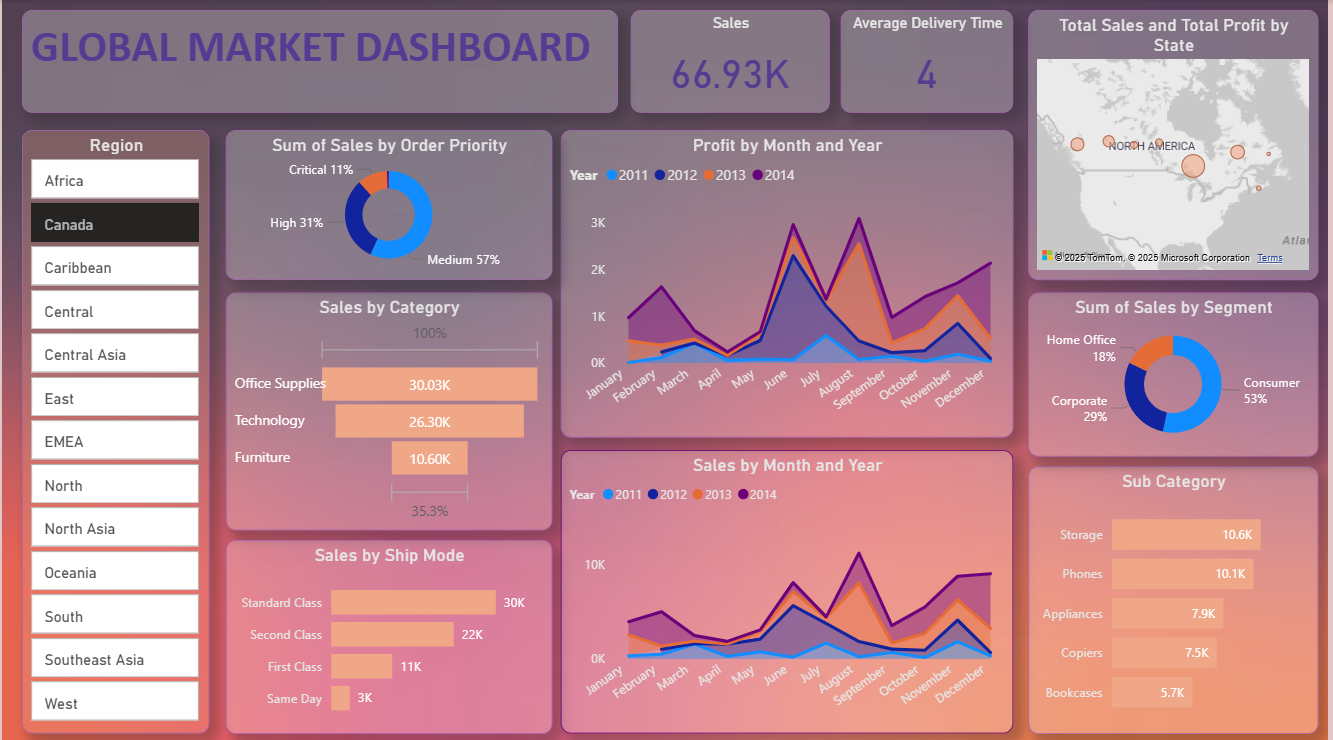 GLOBAL MARKET DASHBOARD
Sales
66.93K
Average Delivery Time
4
Total Sales and Total Profit by
State
NORTH AMERICA
Atlan
© 2025 TomTom, © 2025 Microsoft Corporation Terms
Region
Africa
Canada
Caribbean
Central
Central Asia
East
EMEA
North
North Asia
Oceania
South
Southeast Asia
West
Sum of Sales by Order Priority
Critical 11%
High 31%
Medium 57%
Sales by Category
100%
Office Supplies 30.03K
Technology 26.30K
Furniture 10.60K
35.3%
Sales by Ship Mode
Standard Class 30K
Second Class 22K
First Class 11K
Same Day 3K
Profit by Month and Year
Year 2011 2012 2013 2014
3K
2K
1K
0K
January February March April May June July August September October November December
Sales by Month and Year
Year 2011 2012 2013 2014
10K
0K
January February March April May June July August September October November December
Sum of Sales by Segment
Home Office
18%
Consumer
53%
Corporate
29%
Sub Category
Storage 10.6K
Phones 10.1K
Appliances 7.9K
Copiers 7.5K
Bookcases 5.7K